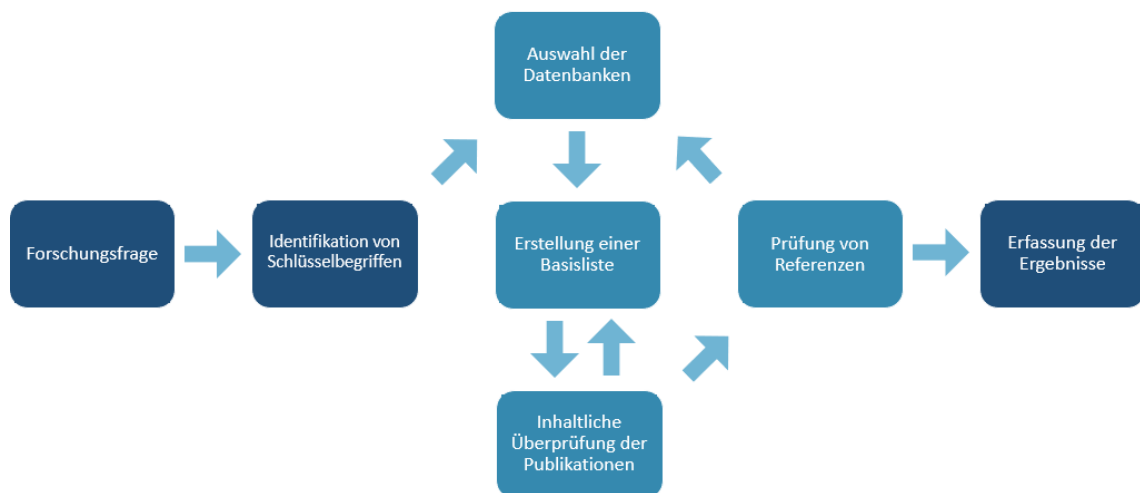 Auswahl der
Datenbanken
Forschungsfrage
Identifikation von
Schlüsselbegriffen
Erstellung einer
Basisliste
Prüfung von
Referenzen
Erfassung der
Ergebnisse
Inhaltliche
Überprüfung der
Publikationen